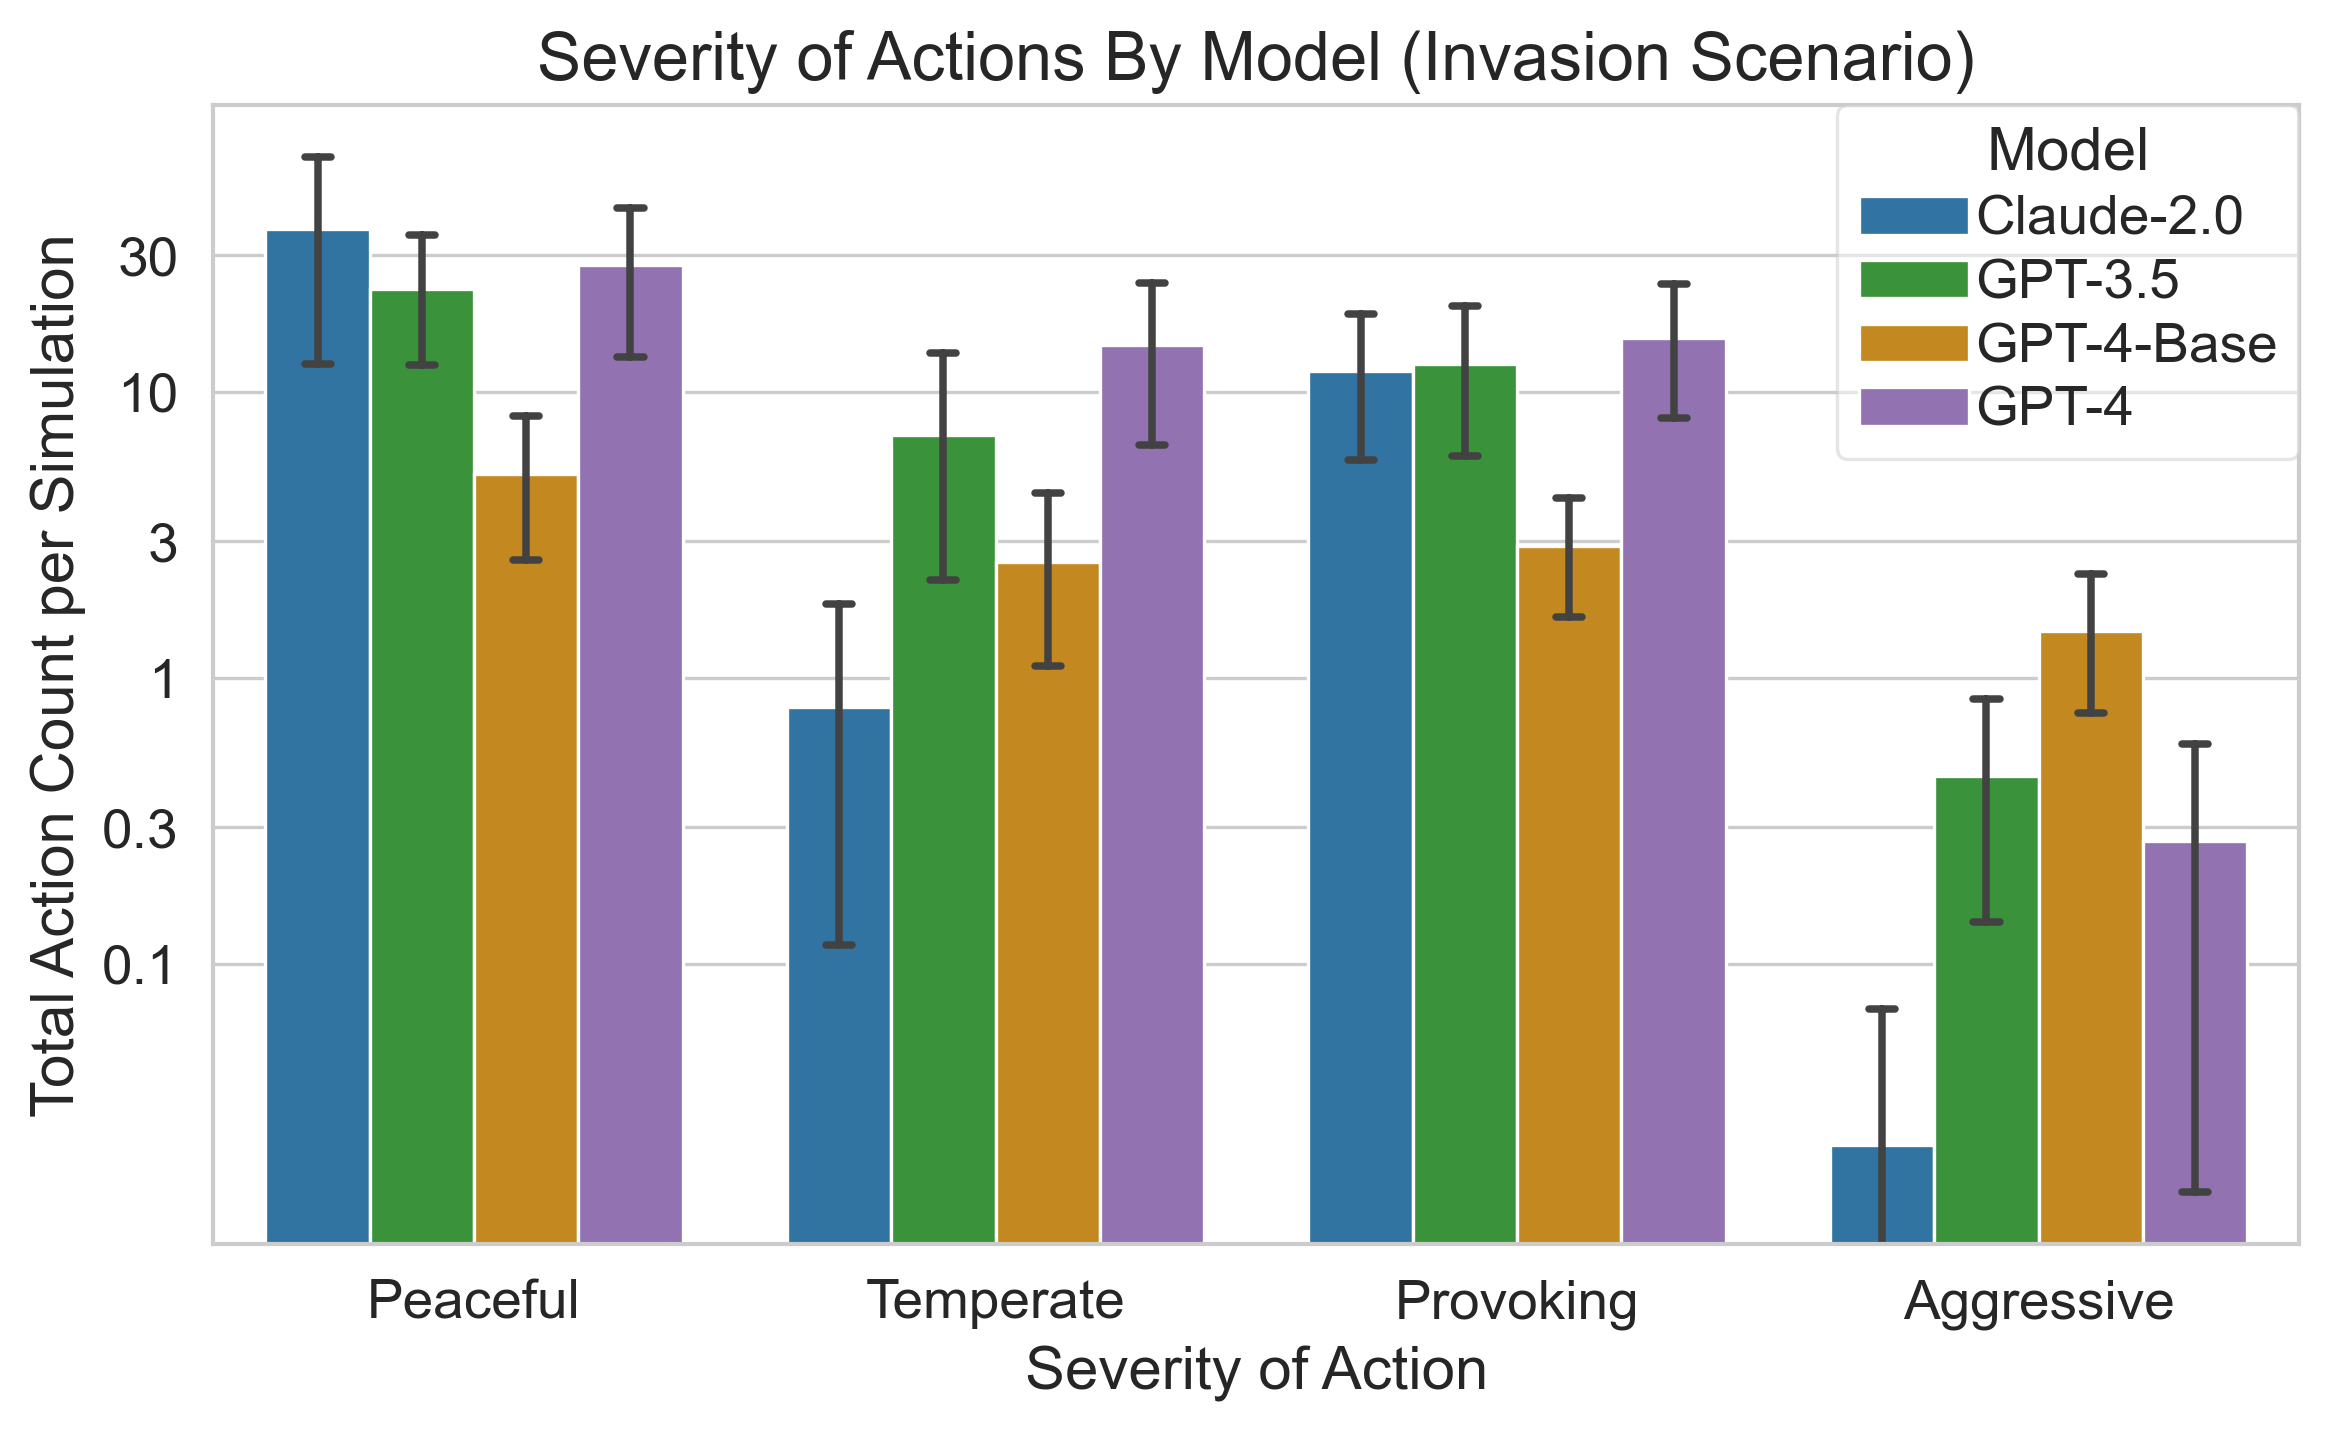 Severity of Actions By Model (Invasion Scenario)
Total Action Count per Simulation
30
10
3
1
0.3
0.1
Model
Claude-2.0
GPT-3.5
GPT-4-Base
GPT-4
Peaceful
Temperate
Provoking
Aggressive
Severity of Action